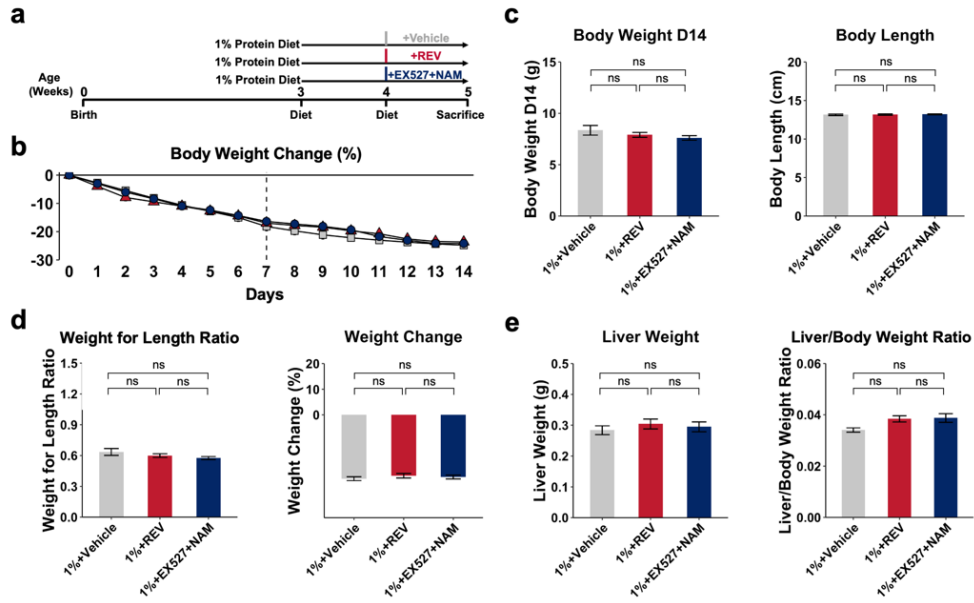 a
+Vehicle
1% Protein Diet
+REV
1% Protein Diet
+EX527+NAM
1% Protein Diet
Age
(Weeks)
0 3 4 5
Birth Diet Diet Sacrifice
b
Body Weight Change (%)
0
-10
-20
-30
0 1 2 3 4 5 6 7 8 9 10 11 12 13 14
Days
c
Body Weight D14
Body Weight D14 (g)
15
10
5
0
ns
ns ns
1%+Vehicle
1%+REV
1%+EX527+NAM
Body Length
Body Length (cm)
20
15
10
5
0
ns
ns ns
1%+Vehicle
1%+REV
1%+EX527+NAM
d
Weight for Length Ratio
Weight for Length Ratio
1.5
1.2
0.9
0.6
0.3
0.0
ns
ns ns
1%+Vehicle
1%+REV
1%+EX527+NAM
Weight Change
Weight Change (%)
20
0
ns
ns ns
1%+Vehicle
1%+REV
1%+EX527+NAM
e
Liver Weight
Liver Weight (g)
0.5
0.4
0.3
0.2
0.1
0.0
ns
ns ns
1%+Vehicle
1%+REV
1%+EX527+NAM
Liver/Body Weight Ratio
Liver/Body Weight Ratio
0.06
0.04
0.02
0.00
ns
ns ns
1%+Vehicle
1%+REV
1%+EX527+NAM